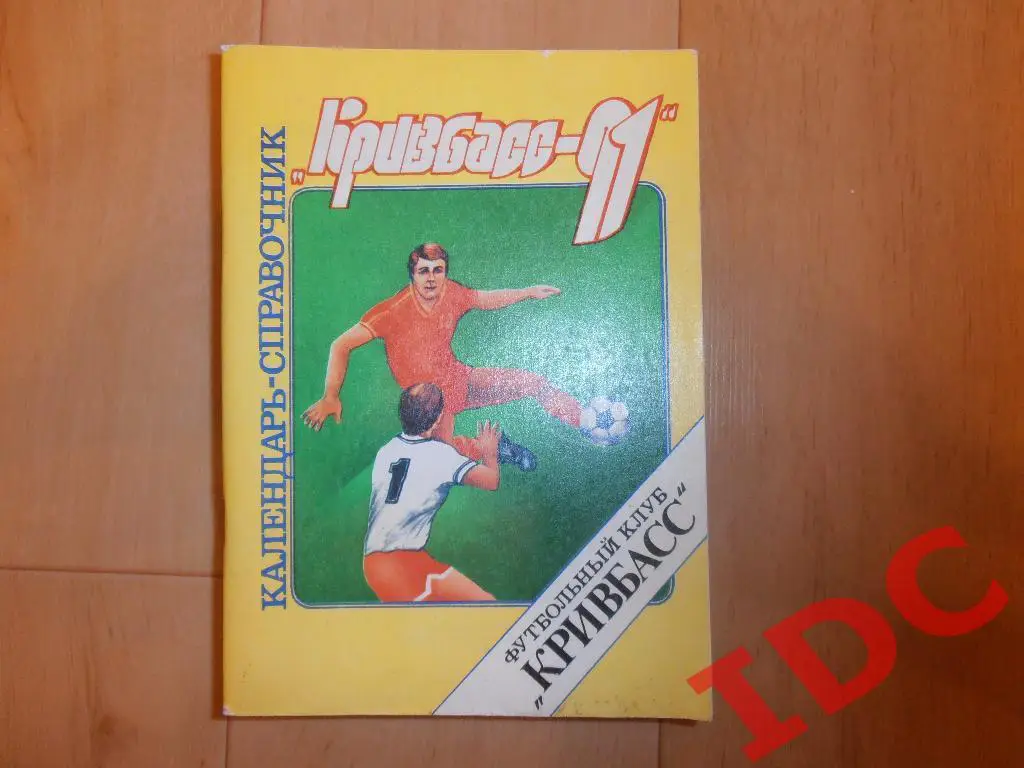 „Кривбасс-91“
КАЛЕНДАРЬ-СПРАВОЧНИК
1
ФУТБОЛЬНЫЙ КЛУБ
„КРИВБАСС“
IDC